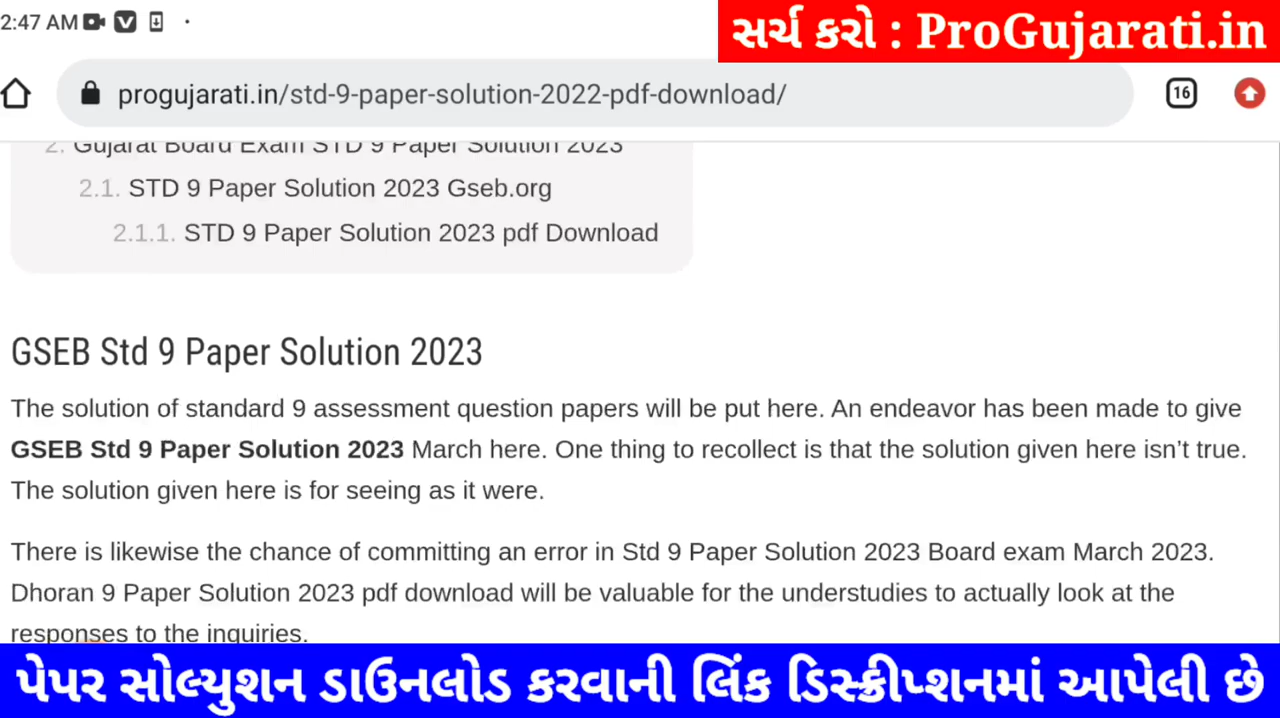 2:47 AM
સર્ચ કરો : ProGujarati.in
progujarati.in/std-9-paper-solution-2022-pdf-download/
16
2. Gujarat Board Exam STD 9 Paper Solution 2023
2.1. STD 9 Paper Solution 2023 Gseb.org
2.1.1. STD 9 Paper Solution 2023 pdf Download
GSEB Std 9 Paper Solution 2023
The solution of standard 9 assessment question papers will be put here. An endeavor has been made to give
GSEB Std 9 Paper Solution 2023 March here. One thing to recollect is that the solution given here isn’t true.
The solution given here is for seeing as it were.
There is likewise the chance of committing an error in Std 9 Paper Solution 2023 Board exam March 2023.
Dhoran 9 Paper Solution 2023 pdf download will be valuable for the understudies to actually look at the
responses to the inquiries.
પેપર સોલ્યુશન ડાઉનલોડ કરવાની લિંક ડિસ્ક્રીપ્શનમાં આપેલી છે